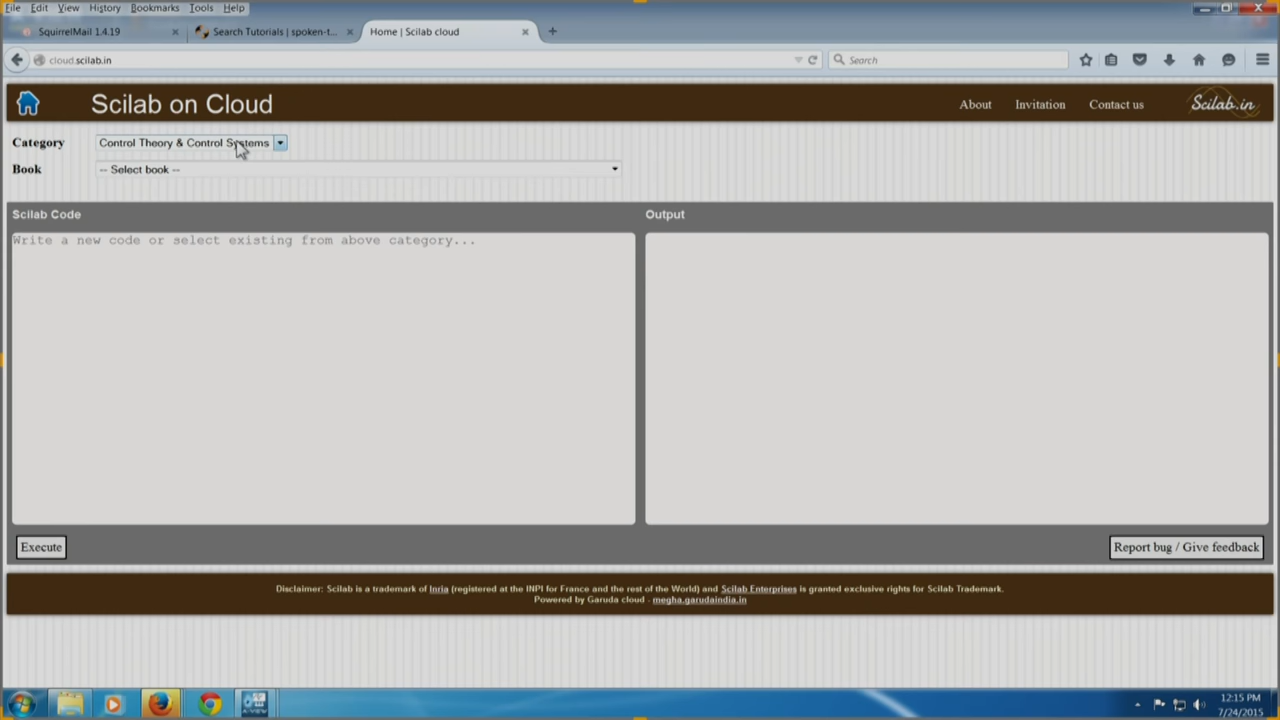 File Edit View History Bookmarks Tools Help
SquirrelMail 1.4.19
Search Tutorials | spoken-t...
Home | Scilab cloud
cloud.scilab.in
Search
Scilab on Cloud
About Invitation Contact us Scilab.in
Category Control Theory & Control Systems
Book -- Select book --
Scilab Code
Output
Write a new code or select existing from above category...
Execute
Report bug / Give feedback
Disclaimer: Scilab is a trademark of Inria (registered at the INPI for France and the rest of the World) and Scilab Enterprises is granted exclusive rights for Scilab Trademark.
Powered by Garuda cloud - megha.garudaindia.in
12:15 PM
7/24/2015